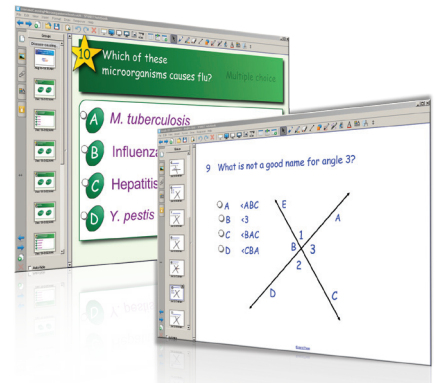 10
Which of these
microorganisms causes flu?
Multiple choice
A M. tuberculosis
B Influenza
C Hepatitis
D Y. pestis
9 What is not a good name for angle 3?
A <ABC
B <3
C <BAC
D <CBA
E
A
1
B 3
2
D
C